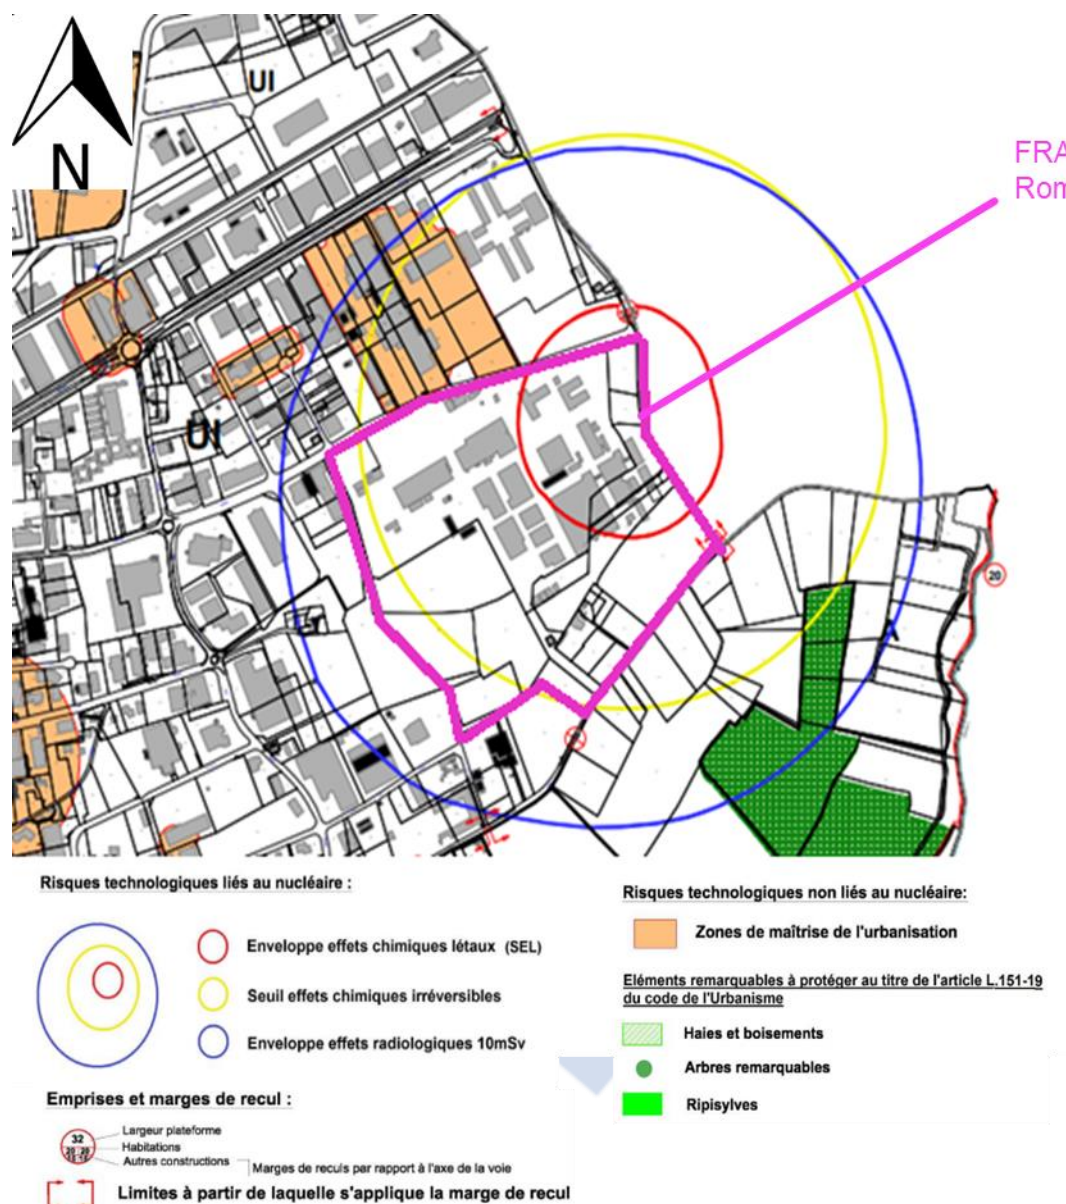 UI
N
FRA
Rom
UI
20
A
Risques technologiques liés au nucléaire :
Enveloppe effets chimiques létaux (SEL)
Seuil effets chimiques irréversibles
Enveloppe effets radiologiques 10mSv
Emprises et marges de recul :
32
20 20
Largeur plateforme
Habitations
Autres constructions
Marges de reculs par rapport à l'axe de la voie
Limites à partir de laquelle s'applique la marge de recul
Risques technologiques non liés au nucléaire:
Zones de maîtrise de l'urbanisation
Eléments remarquables à protéger au titre de l'article L.151-19
du code de l'Urbanisme
Haies et boisements
Arbres remarquables
Ripisylves